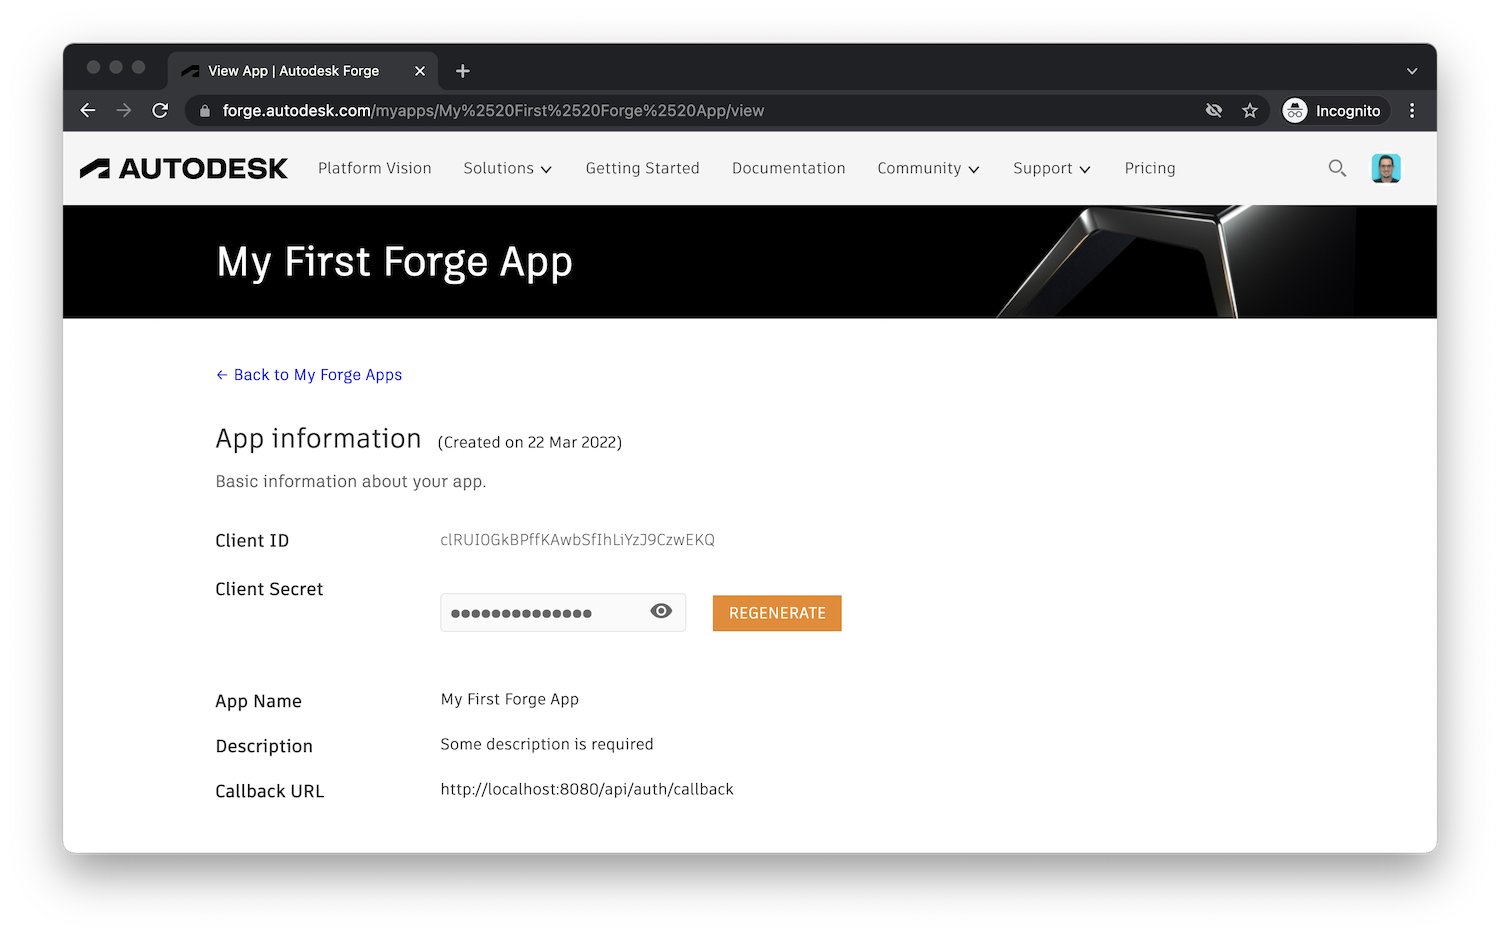 View App | Autodesk Forge
forge.autodesk.com/myapps/My%2520First%2520Forge%2520App/view
Incognito
AUTODESK Platform Vision Solutions Getting Started Documentation Community Support Pricing
My First Forge App
← Back to My Forge Apps
App information (Created on 22 Mar 2022)
Basic information about your app.
Client ID clRUI0GkBPffKAwbSfIhLiYzJ9CzwEKQ
Client Secret
•••••••••••••• REGENERATE
App Name My First Forge App
Description Some description is required
Callback URL http://localhost:8080/api/auth/callback